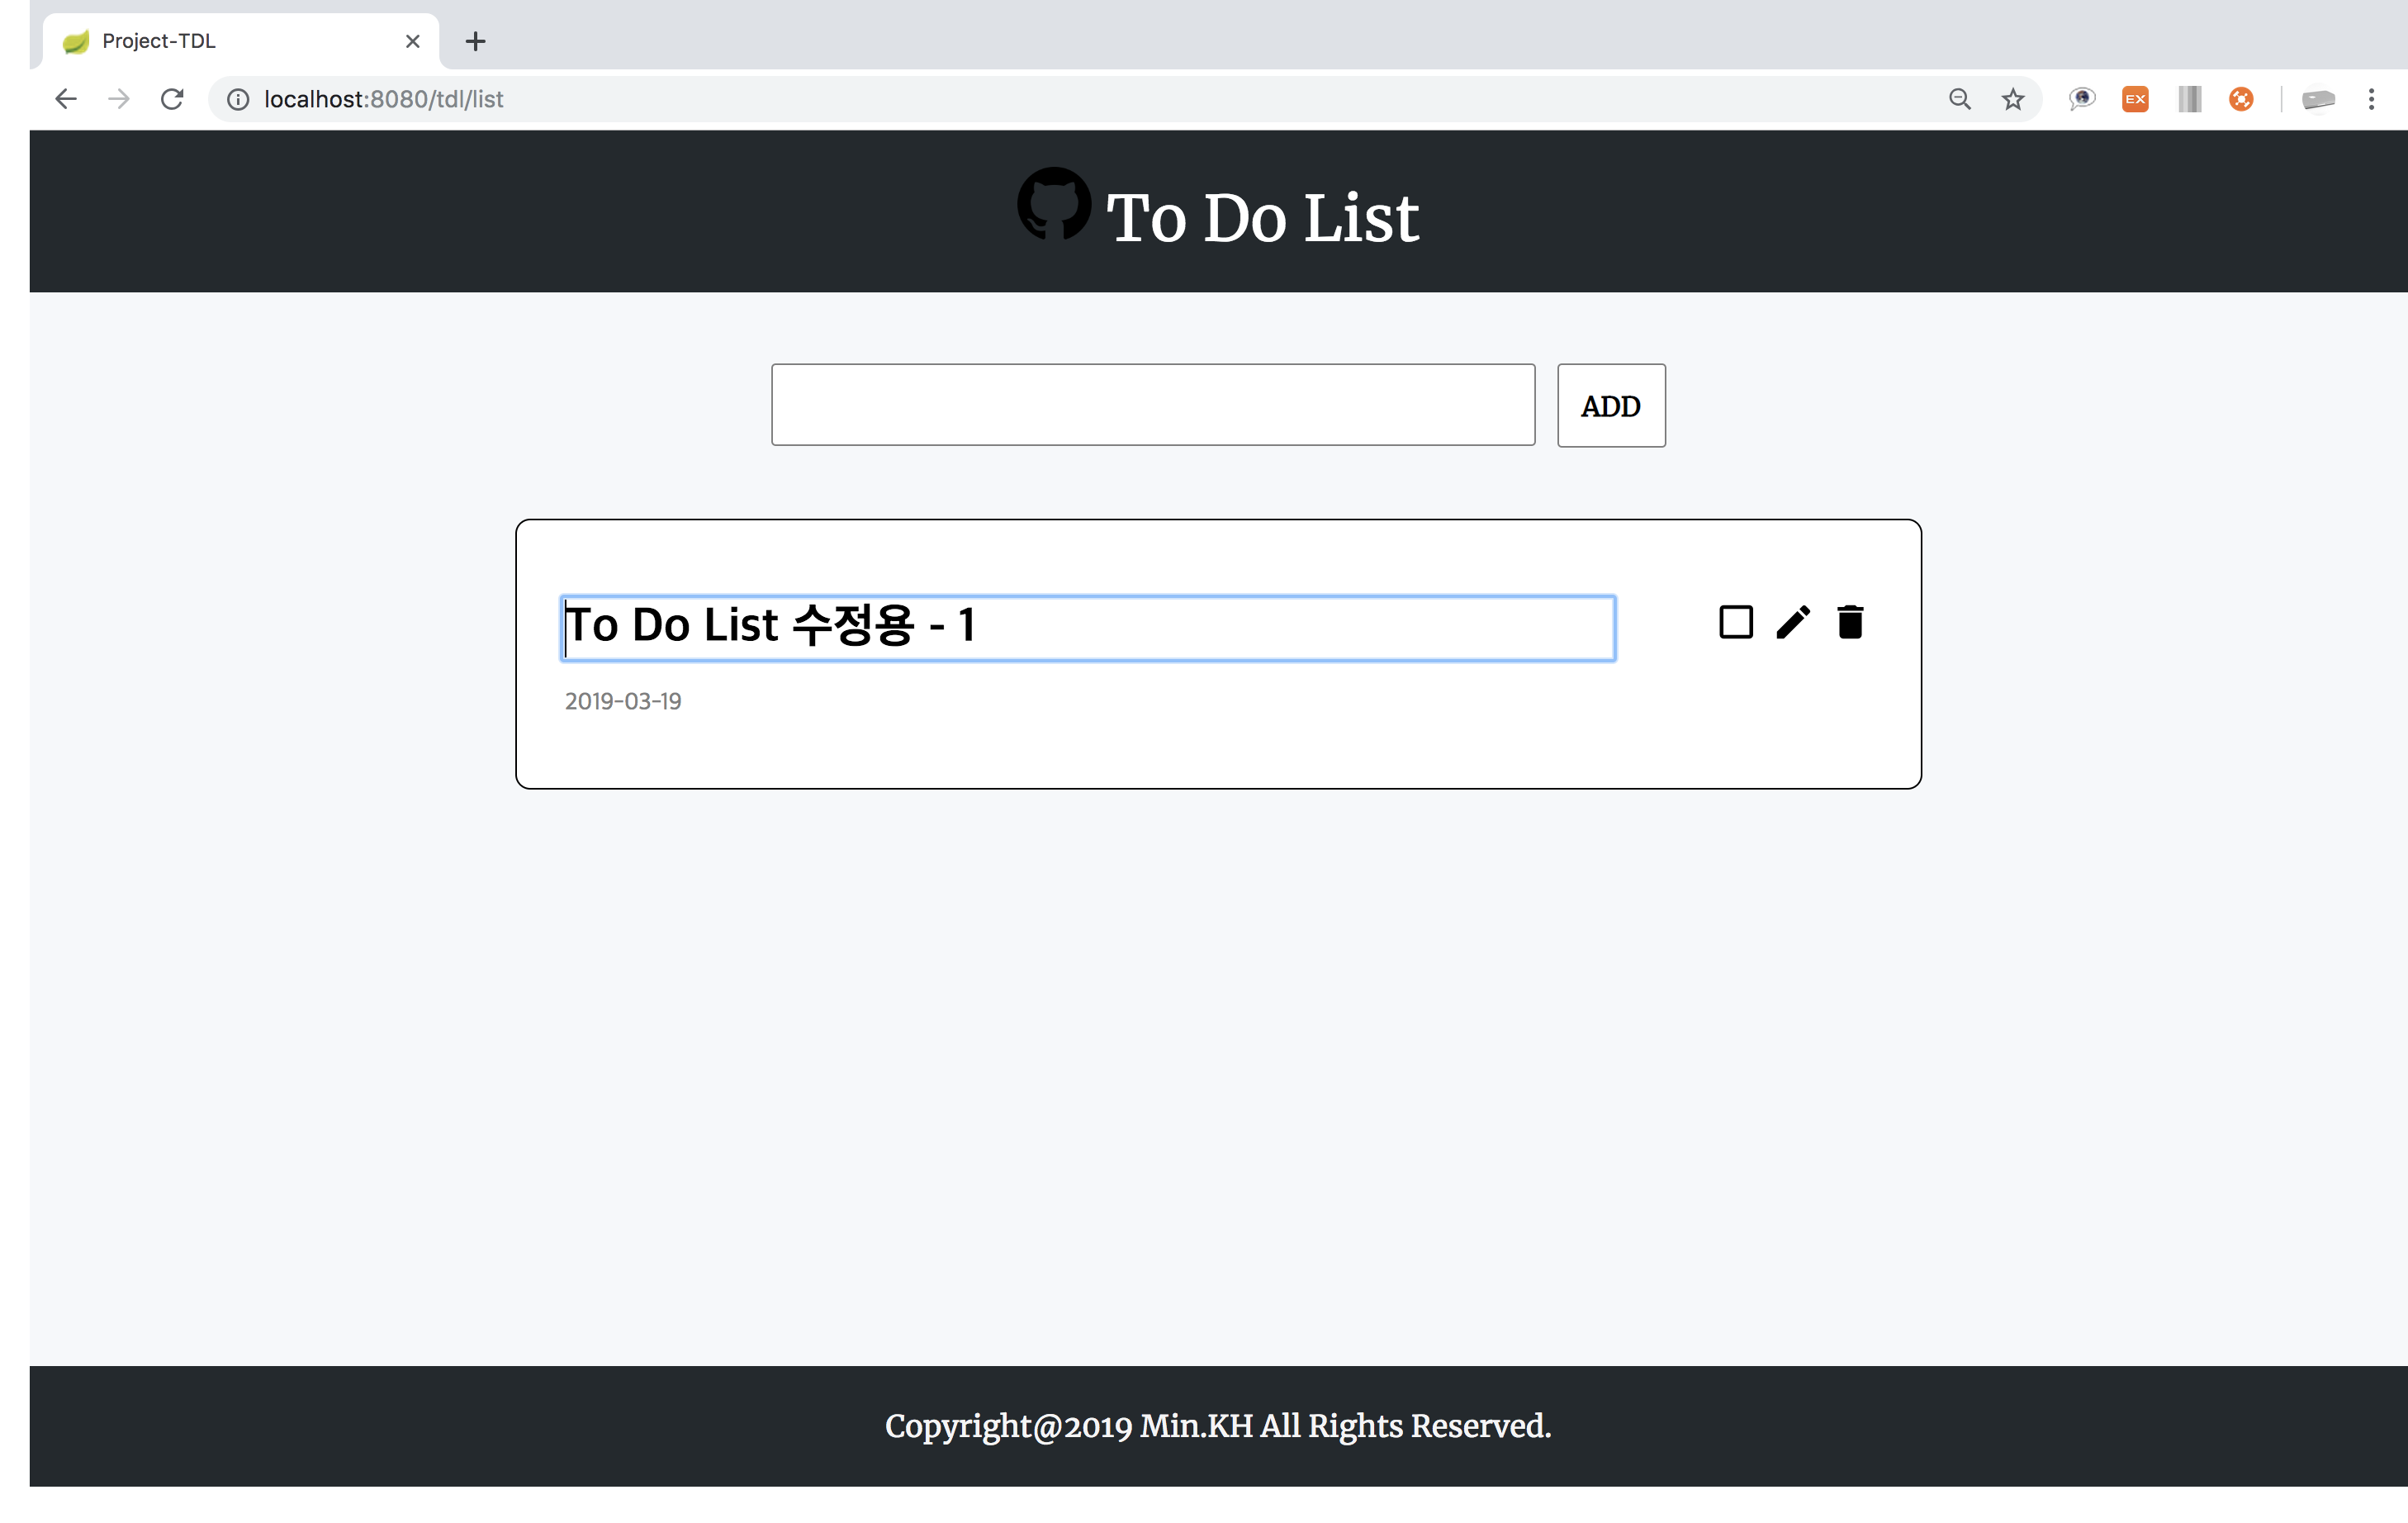 Project-TDL
localhost:8080/tdl/list
EX
To Do List
ADD
To Do List 수정용 - 1
2019-03-19
Copyright@2019 Min.KH All Rights Reserved.